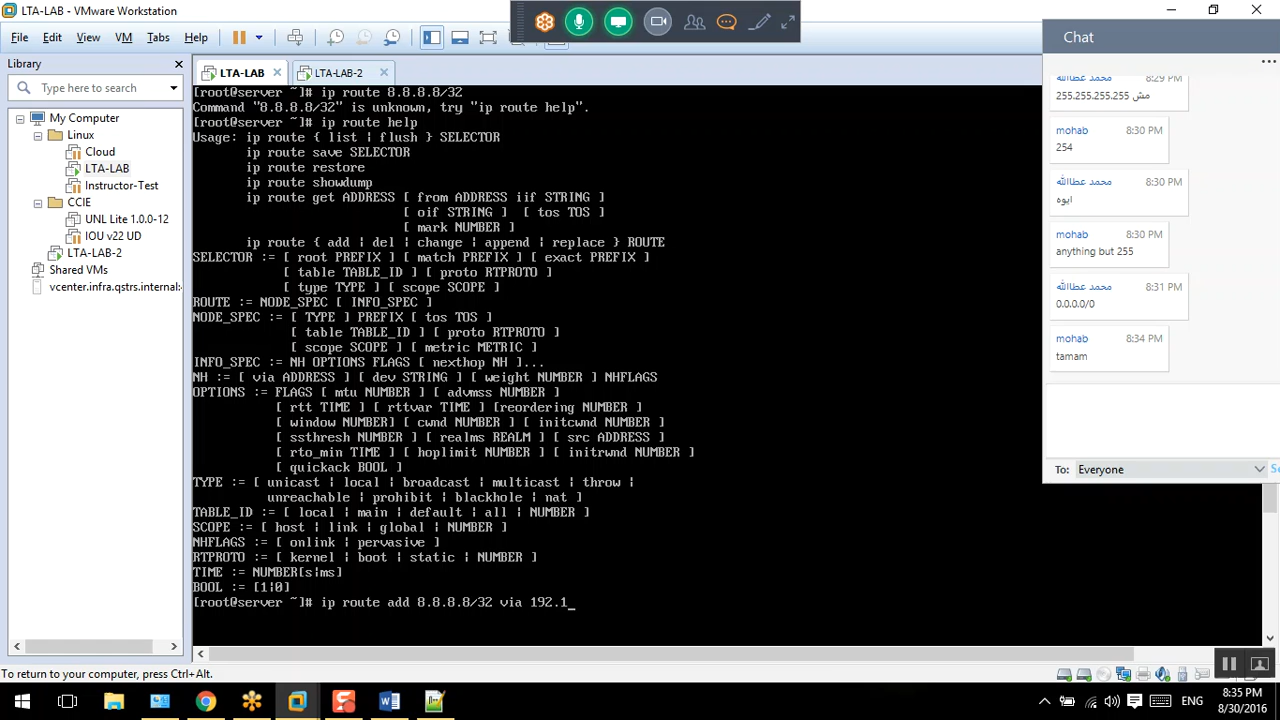 LTA-LAB - VMware Workstation
File Edit View VM Tabs Help
Library
Type here to search
My Computer
Linux
Cloud
LTA-LAB
Instructor-Test
CCIE
UNL Lite 1.0.0-12
IOU v22 UD
LTA-LAB-2
Shared VMs
vcenter.infra.qstrs.internal:
LTA-LAB
LTA-LAB-2
[root@server ~]# ip route 8.8.8.8/32
Command "8.8.8.8/32" is unknown, try "ip route help".
[root@server ~]# ip route help
Usage: ip route { list | flush } SELECTOR
ip route save SELECTOR
ip route restore
ip route showdump
ip route get ADDRESS [ from ADDRESS iif STRING ]
[ oif STRING ] [ tos TOS ]
[ mark NUMBER ]
ip route { add | del | change | append | replace } ROUTE
SELECTOR := [ root PREFIX ] [ match PREFIX ] [ exact PREFIX ]
[ table TABLE_ID ] [ proto RTPROTO ]
[ type TYPE ] [ scope SCOPE ]
ROUTE := NODE_SPEC [ INFO_SPEC ]
NODE_SPEC := [ TYPE ] PREFIX [ tos TOS ]
[ table TABLE_ID ] [ proto RTPROTO ]
[ scope SCOPE ] [ metric METRIC ]
INFO_SPEC := NH OPTIONS FLAGS [ nexthop NH ]...
NH := [ via ADDRESS ] [ dev STRING ] [ weight NUMBER ] NHFLAGS
OPTIONS := FLAGS [ mtu NUMBER ] [ advmss NUMBER ]
[ rtt TIME ] [ rttvar TIME ] [reordering NUMBER ]
[ window NUMBER] [ cwnd NUMBER ] [ initcwnd NUMBER ]
[ ssthresh NUMBER ] [ realms REALM ] [ src ADDRESS ]
[ rto_min TIME ] [ hoplimit NUMBER ] [ initrwnd NUMBER ]
[ quickack BOOL ]
TYPE := [ unicast | local | broadcast | multicast | throw |
unreachable | prohibit | blackhole | nat ]
TABLE_ID := [ local | main | default | all | NUMBER ]
SCOPE := [ host | link | global | NUMBER ]
NHFLAGS := [ onlink | pervasive ]
RTPROTO := [ kernel | boot | static | NUMBER ]
TIME := NUMBER[s|ms]
BOOL := [1|0]
[root@server ~]# ip route add 8.8.8.8/32 via 192.1_
Chat
محمد عطاالله 8:29 PM
مش 255.255.255.255
mohab 8:30 PM
254
محمد عطاالله 8:30 PM
ايوه
mohab 8:30 PM
anything but 255
محمد عطاالله 8:31 PM
0.0.0.0/0
mohab 8:34 PM
tamam
To: Everyone
To return to your computer, press Ctrl+Alt.
ENG
8:35 PM
8/30/2016